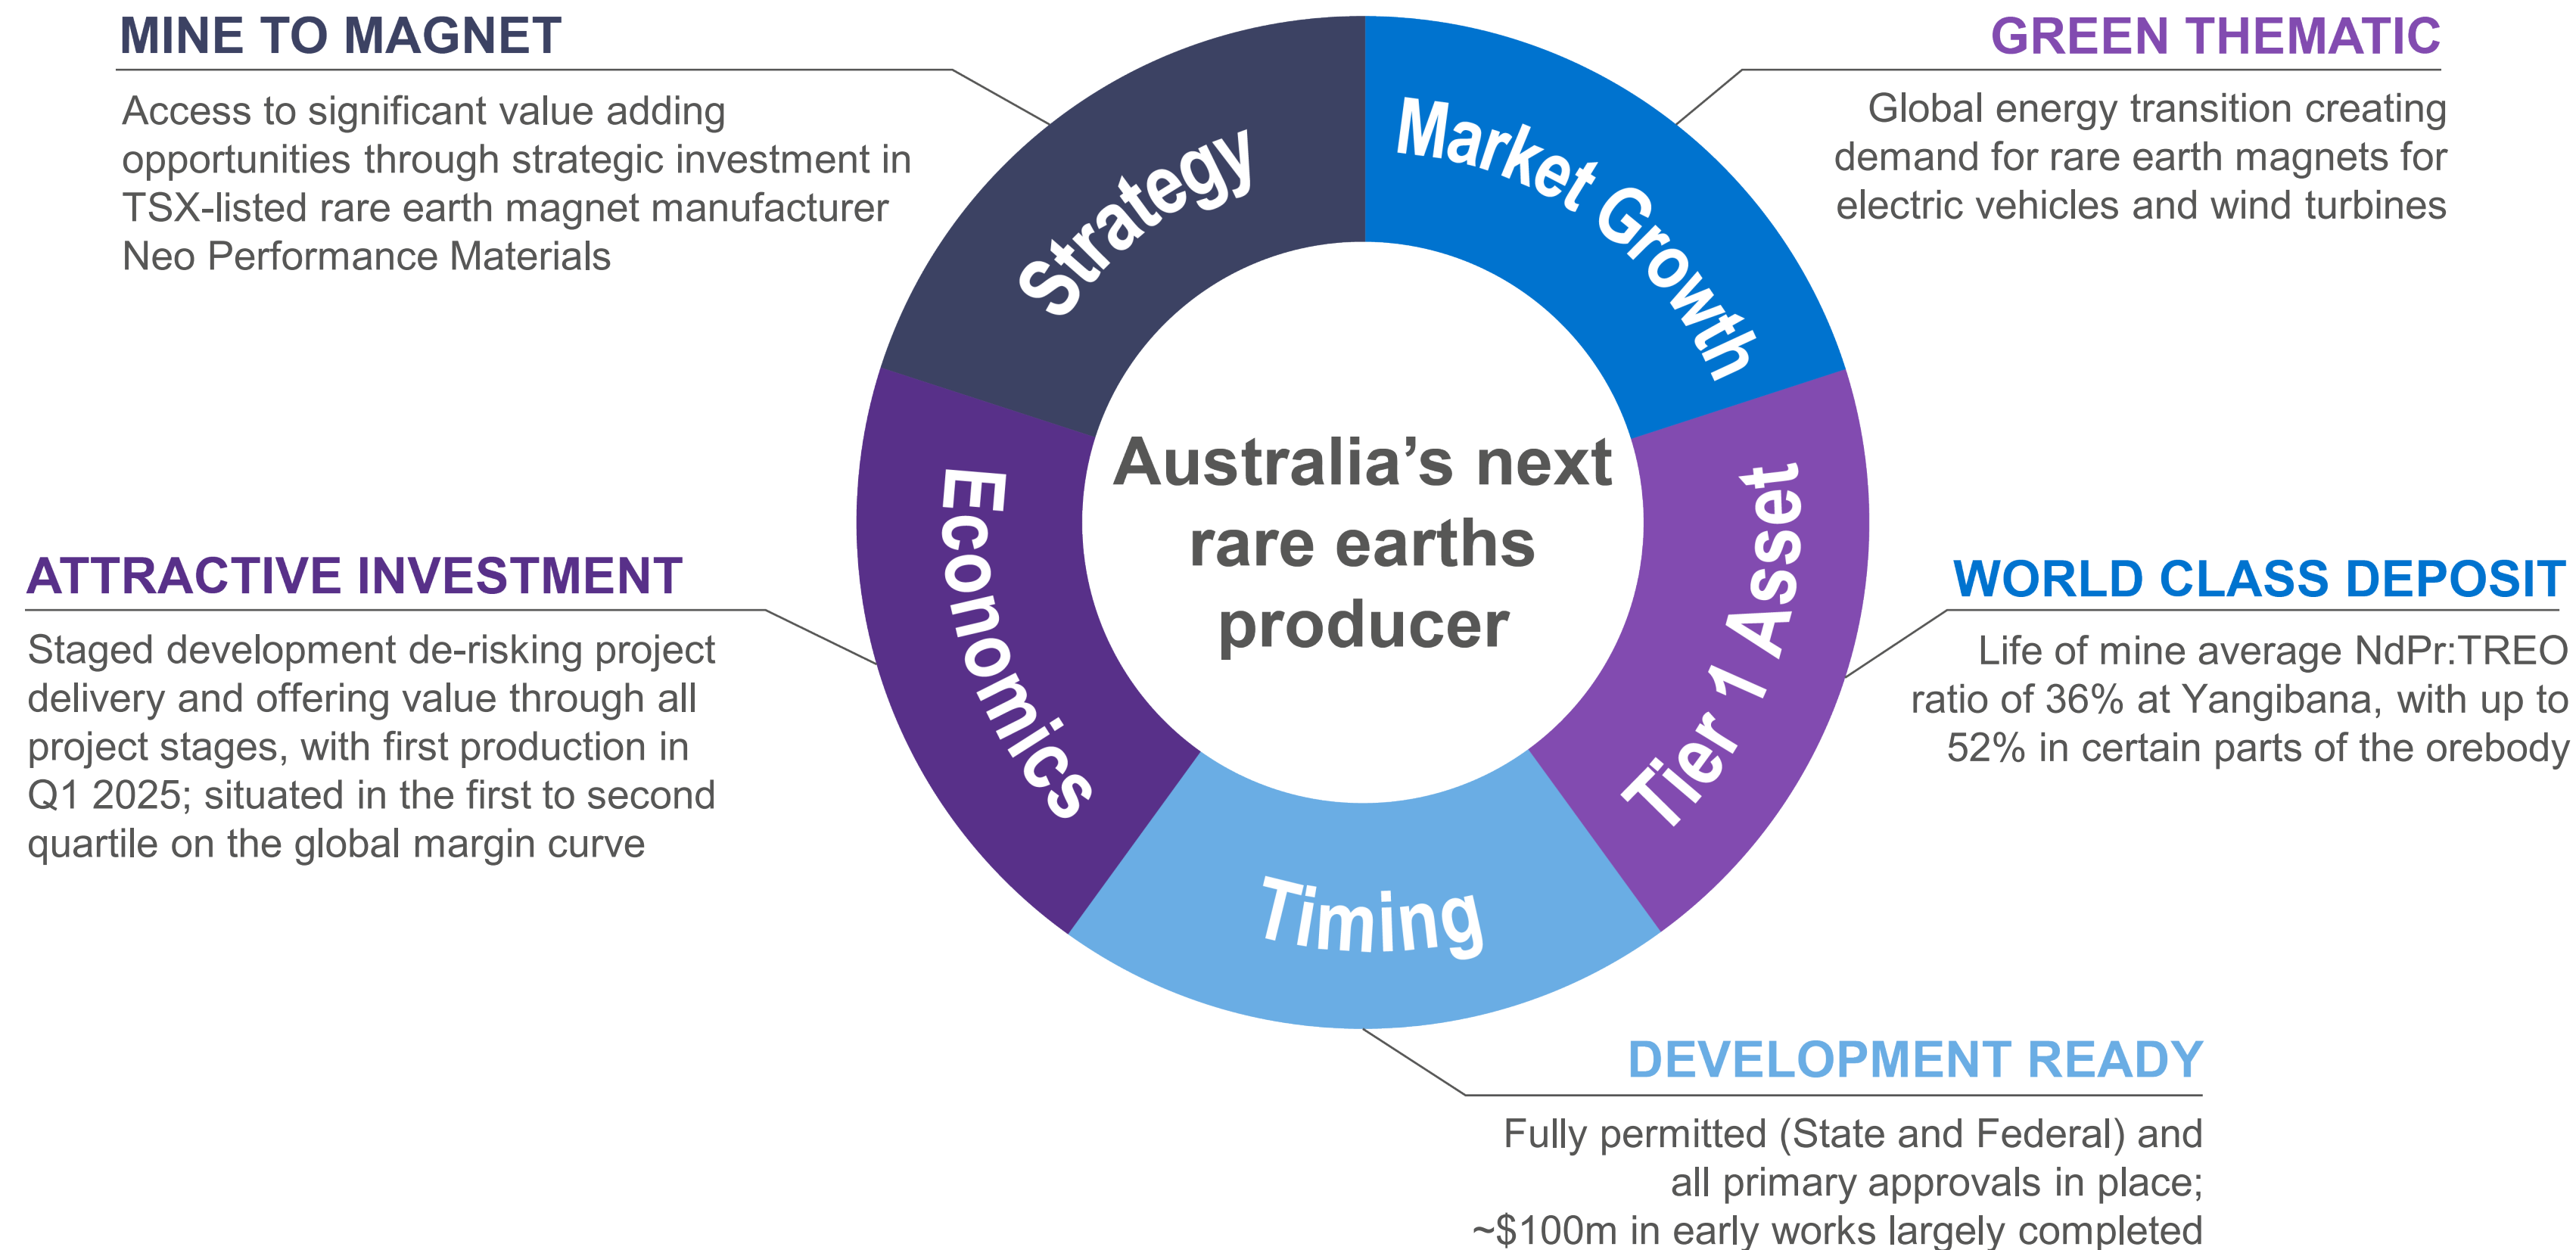 MINE TO MAGNET
Access to significant value adding
opportunities through strategic investment in
TSX-listed rare earth magnet manufacturer
Neo Performance Materials
GREEN THEMATIC
Global energy transition creating
demand for rare earth magnets for
electric vehicles and wind turbines
Strategy
Market Growth
Economics
Tier 1 Asset
Timing
Australia’s next
rare earths
producer
ATTRACTIVE INVESTMENT
Staged development de-risking project
delivery and offering value through all
project stages, with first production in
Q1 2025; situated in the first to second
quartile on the global margin curve
WORLD CLASS DEPOSIT
Life of mine average NdPr:TREO
ratio of 36% at Yangibana, with up to
52% in certain parts of the orebody
DEVELOPMENT READY
Fully permitted (State and Federal) and
all primary approvals in place;
~$100m in early works largely completed